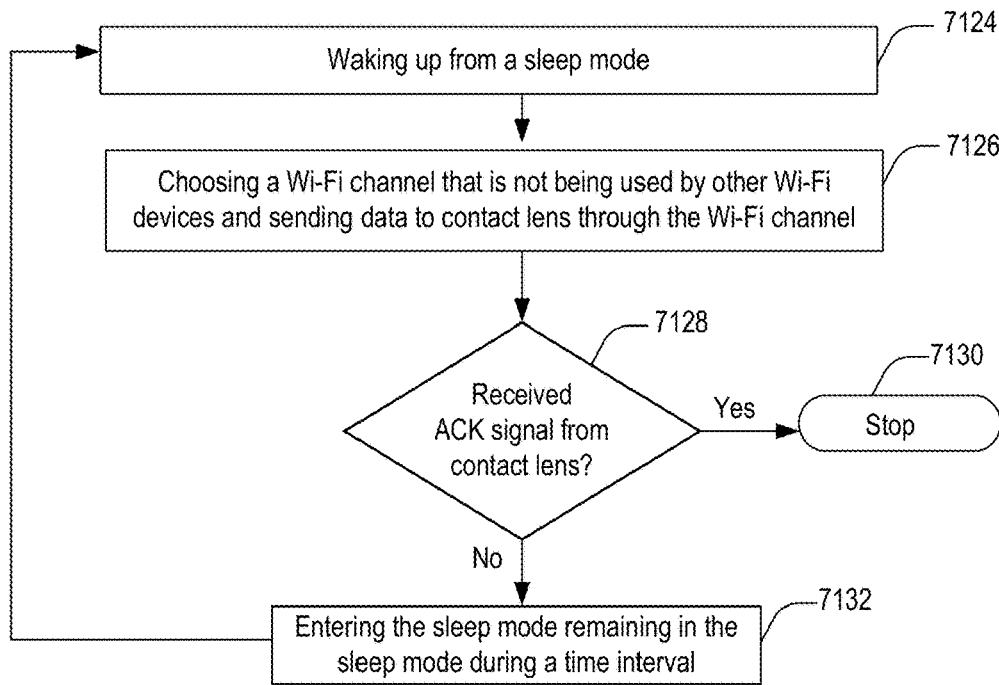 7124
Waking up from a sleep mode
7126
Choosing a Wi-Fi channel that is not being used by other Wi-Fi
devices and sending data to contact lens through the Wi-Fi channel
7128
Received
ACK signal from
contact lens?
Yes
7130
Stop
No
7132
Entering the sleep mode remaining in the
sleep mode during a time interval